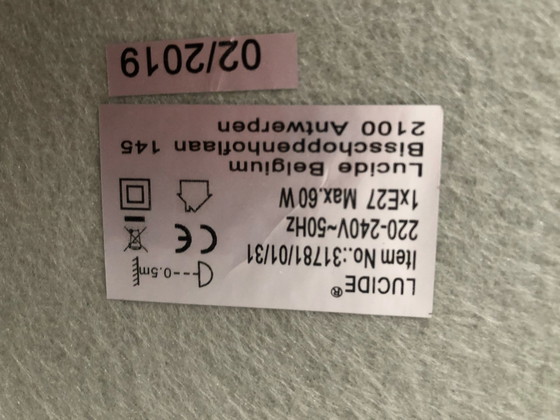 LUCIDE®
Item No.:31781/01/31
220-240V~50Hz
1xE27 Max.60W
Lucide Belgium
Bisschoppenhoflaan 145
2100 Antwerpen
0.5m
CE
02/2019